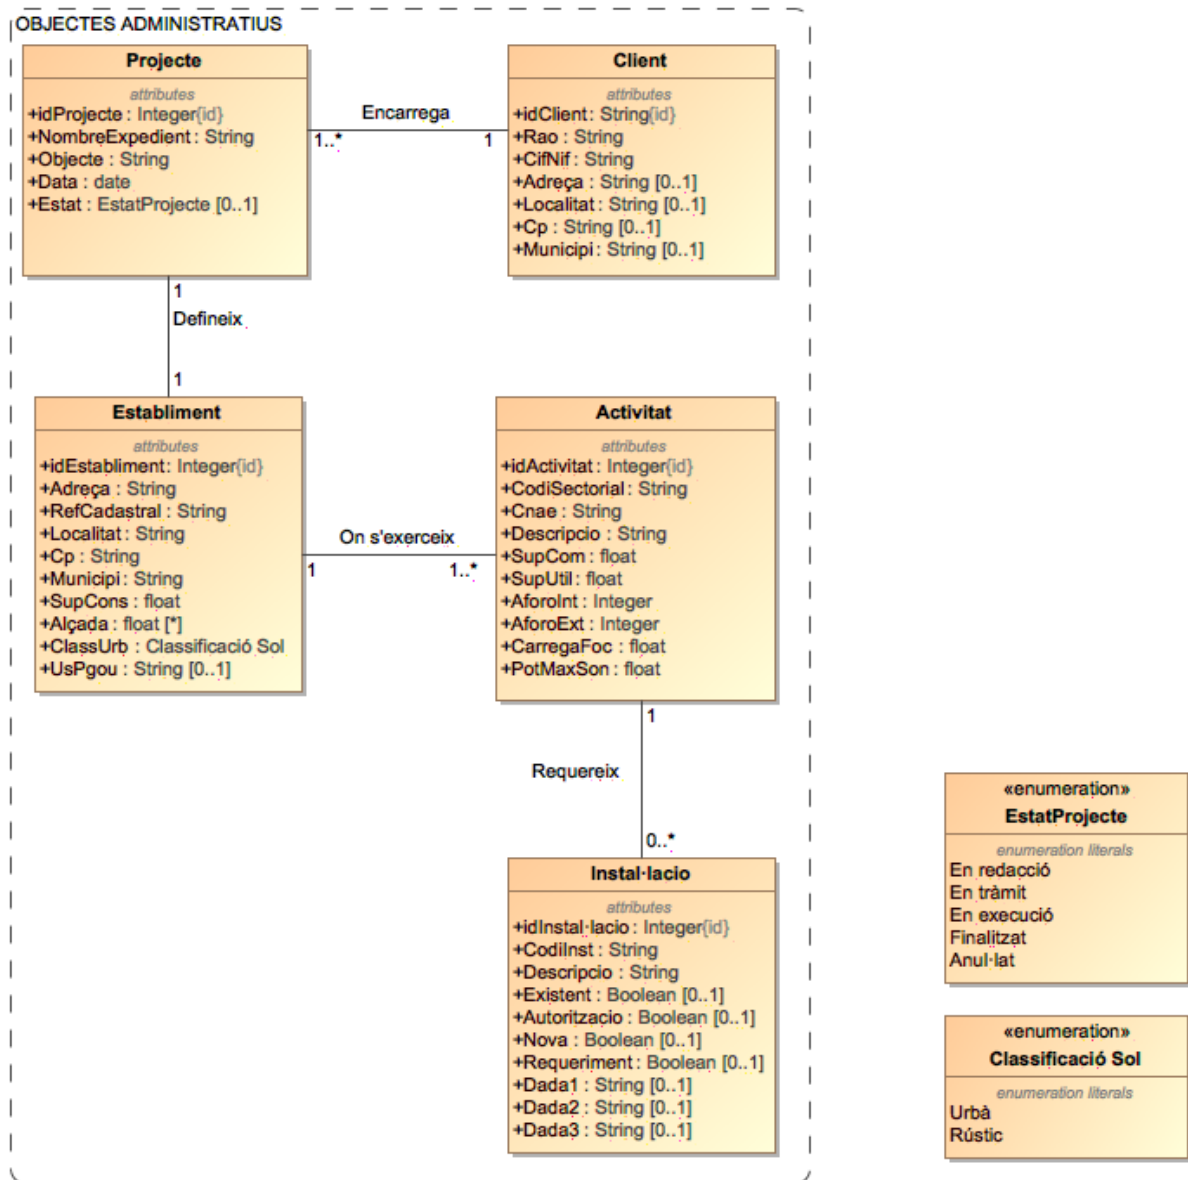 OBJECTES ADMINISTRATIUS
Projecte
attributes
+idProjecte : Integer{id}
+NombreExpedient : String
+Objecte : String
+Data : date
+Estat : EstatProjecte [0..1]
Encarrega
1..*
1
Client
attributes
+idClient : String{id}
+Rao : String
+CifNif : String
+Adreça : String [0..1]
+Localitat : String [0..1]
+Cp : String [0..1]
+Municipi : String [0..1]
1
Defineix
1
Establiment
attributes
+idEstabliment : Integer{id}
+Adreça : String
+RefCadastral : String
+Localitat : String
+Cp : String
+Municipi : String
+SupCons : float
+Alçada : float [*]
+ClassUrb : Classificació Sol
+UsPgou : String [0..1]
On s'exerceix
1
1..*
Activitat
attributes
+idActivitat : Integer{id}
+CodiSectorial : String
+Cnae : String
+Descripcio : String
+SupCom : float
+SupUtil : float
+AforoInt : Integer
+AforoExt : Integer
+CarregaFoc : float
+PotMaxSon : float
1
Requereix
0..*
Instal·lacio
attributes
+idInstal·lacio : Integer{id}
+CodiInst : String
+Descripcio : String
+Existent : Boolean [0..1]
+Autorització : Boolean [0..1]
+Nova : Boolean [0..1]
+Requeriment : Boolean [0..1]
+Dada1 : String [0..1]
+Dada2 : String [0..1]
+Dada3 : String [0..1]
«enumeration»
EstatProjecte
enumeration literals
En redacció
En tràmit
En execució
Finalitzat
Anul·lat
«enumeration»
Classificació Sol
enumeration literals
Urbà
Rústic